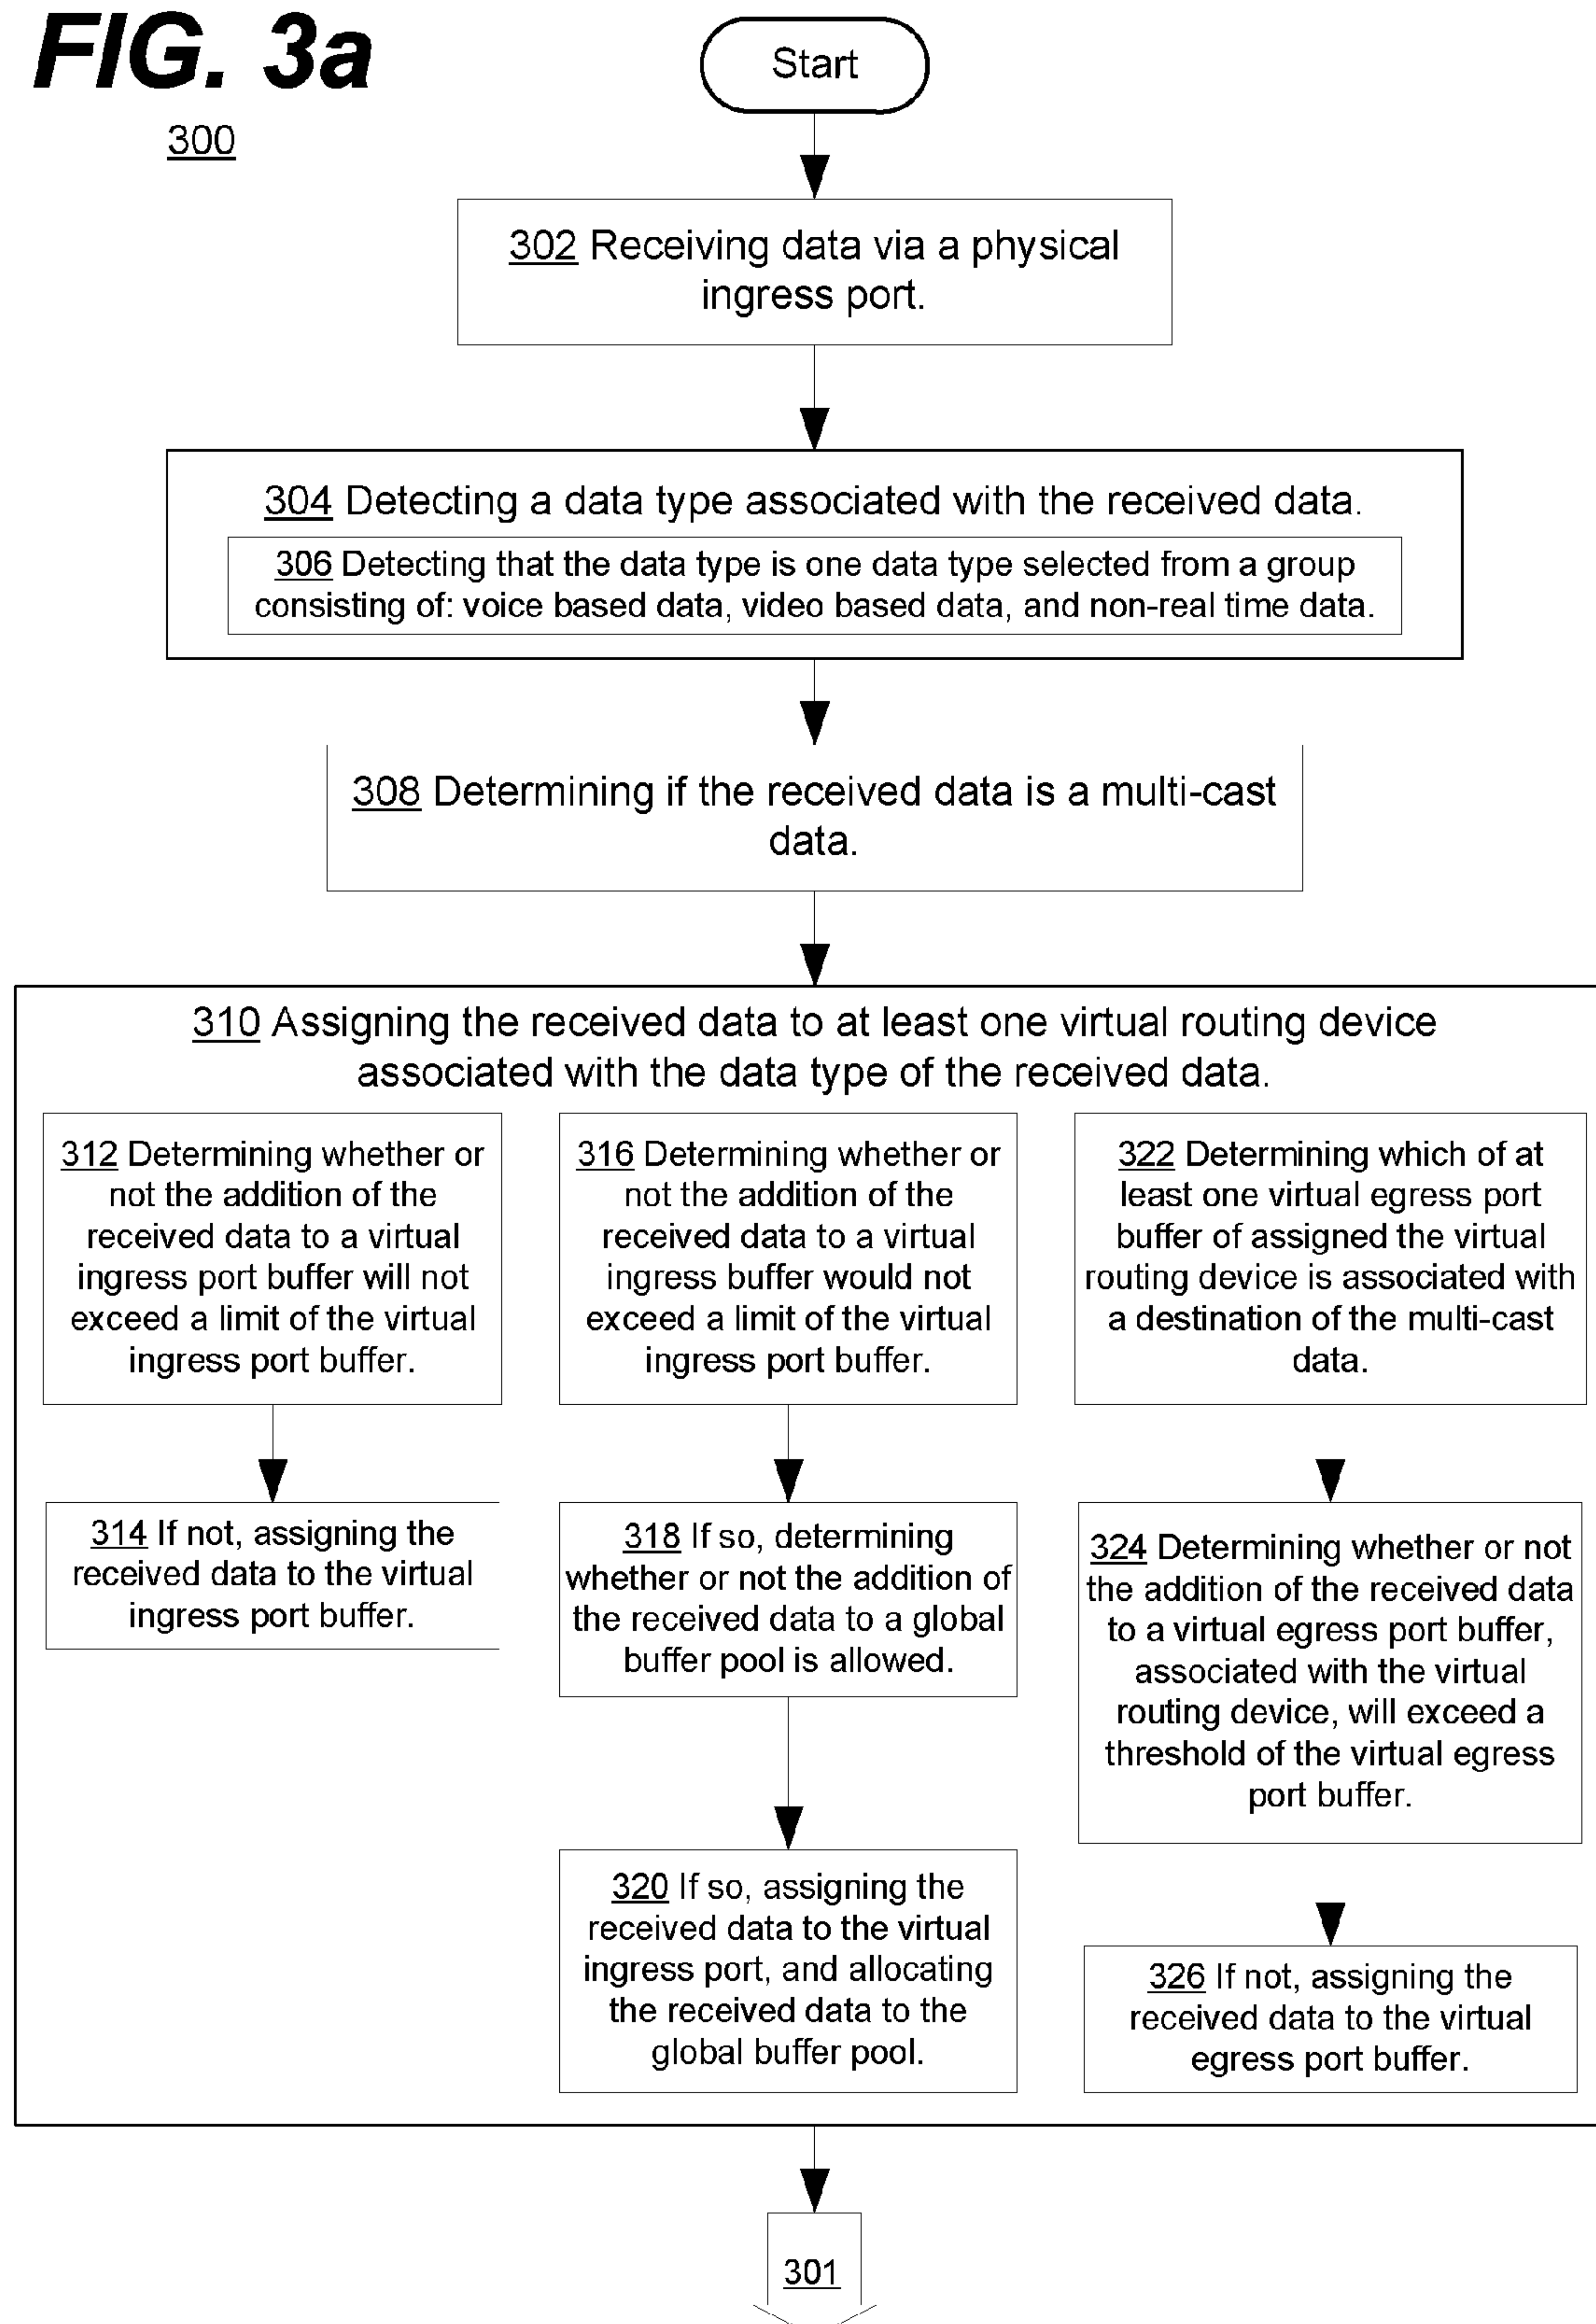 FIG. 3a
300
Start
302 Receiving data via a physical
ingress port.
304 Detecting a data type associated with the received data.
306 Detecting that the data type is one data type selected from a group
consisting of: voice based data, video based data, and non-real time data.
308 Determining if the received data is a multi-cast
data.
310 Assigning the received data to at least one virtual routing device
associated with the data type of the received data.
312 Determining whether or
not the addition of the
received data to a virtual
ingress port buffer will not
exceed a limit of the virtual
ingress port buffer.
314 If not, assigning the
received data to the virtual
ingress port buffer.
316 Determining whether or
not the addition of the
received data to a virtual
ingress buffer would not
exceed a limit of the virtual
ingress port buffer.
318 If so, determining
whether or not the addition of
the received data to a global
buffer pool is allowed.
320 If so, assigning the
received data to the virtual
ingress port, and allocating
the received data to the
global buffer pool.
322 Determining which of at
least one virtual egress port
buffer of assigned the virtual
routing device is associated with
a destination of the multi-cast
data.
324 Determining whether or not
the addition of the received data
to a virtual egress port buffer,
associated with the virtual
routing device, will exceed a
threshold of the virtual egress
port buffer.
326 If not, assigning the
received data to the virtual
egress port buffer.
301